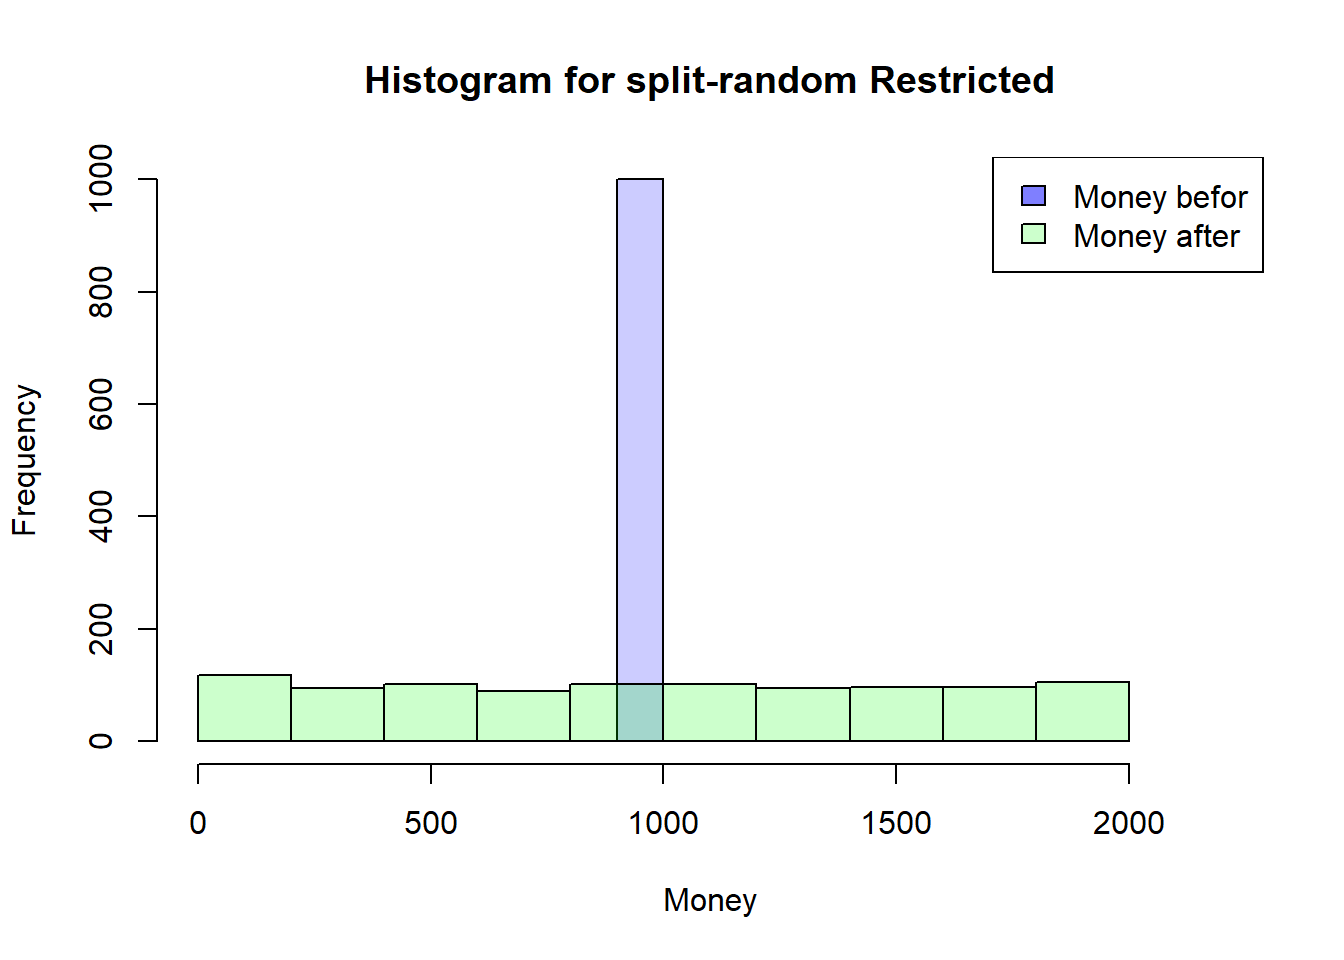 Histogram for split-random Restricted
Money befor
Money after
Frequency
1000
800
600
400
200
0
0 500 1000 1500 2000
Money